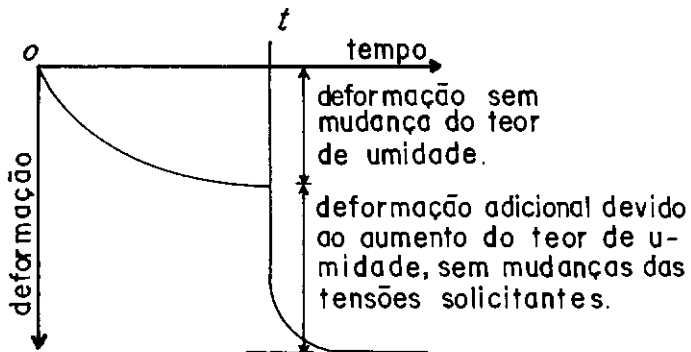 t
o
tempo
deformação
deformação sem
mudança do teor
de umidade.
deformação adicional devido
ao aumento do teor de u-
midade, sem mudanças das
tensões solicitantes.